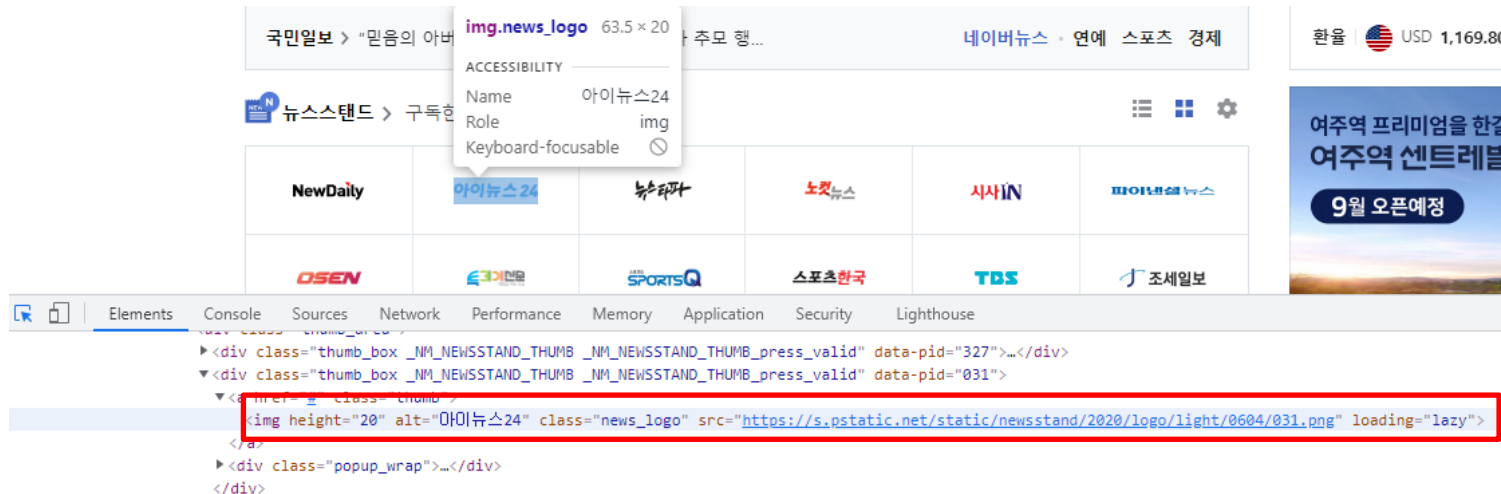 국민일보 > "믿음의 아버
추모 행...
네이버뉴스 · 연예 스포츠 경제
환율 USD 1,169.80
img.news_logo 63.5 × 20
ACCESSIBILITY
Name 아이뉴스24
Role img
Keyboard-focusable
NEW N 뉴스스탠드 > 구독한
NewDaily 아이뉴스24 뉴스타파 노컷뉴스 시사IN 파이낸셜뉴스
OSEN SPORTSQ 스포츠한국 TBS 조세일보
여주역 프리미엄을 한결
여주역 센트레빌
9월 오픈예정
Elements Console Sources Network Performance Memory Application Security Lighthouse
<div class="thumb_area">
▶<div class="thumb_box _NM_NEWSSTAND_THUMB _NM_NEWSSTAND_THUMB_press_valid" data-pid="327">…</div>
▼<div class="thumb_box _NM_NEWSSTAND_THUMB _NM_NEWSSTAND_THUMB_press_valid" data-pid="031">
▼<a href="#" class="thumb">
<img height="20" alt="아이뉴스24" class="news_logo" src="https://s.pstatic.net/static/newsstand/2020/logo/light/0604/031.png" loading="lazy">
</a>
▶<div class="popup_wrap">…</div>
</div>